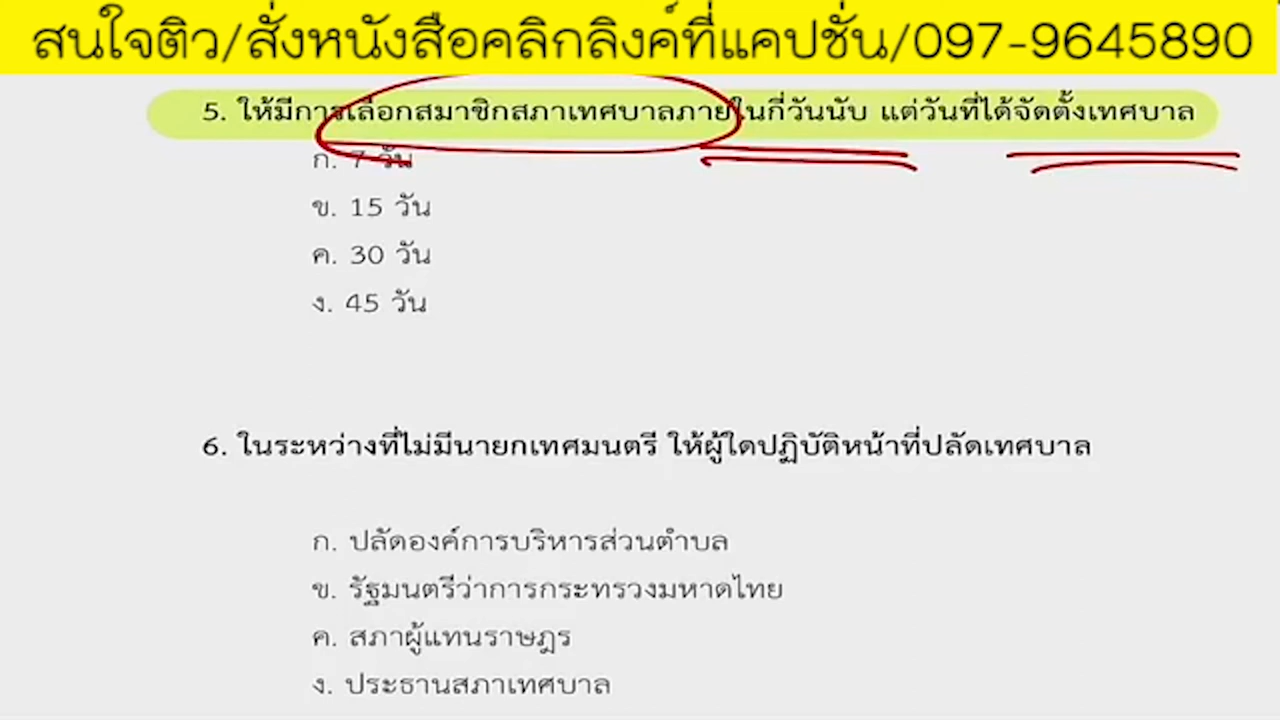 สนใจติว/สั่งหนังสือคลิกลิงค์ที่แคปชั่น/097-9645890
5. ให้มีการเลือกสมาชิกสภาเทศบาลภายในกี่วันนับ แต่วันที่ได้จัดตั้งเทศบาล
ก. 7 วัน
ข. 15 วัน
ค. 30 วัน
ง. 45 วัน
6. ในระหว่างที่ไม่มีนายกเทศมนตรี ให้ผู้ใดปฏิบัติหน้าที่ปลัดเทศบาล
ก. ปลัดองค์การบริหารส่วนตำบล
ข. รัฐมนตรีว่าการกระทรวงมหาดไทย
ค. สภาผู้แทนราษฎร
ง. ประธานสภาเทศบาล